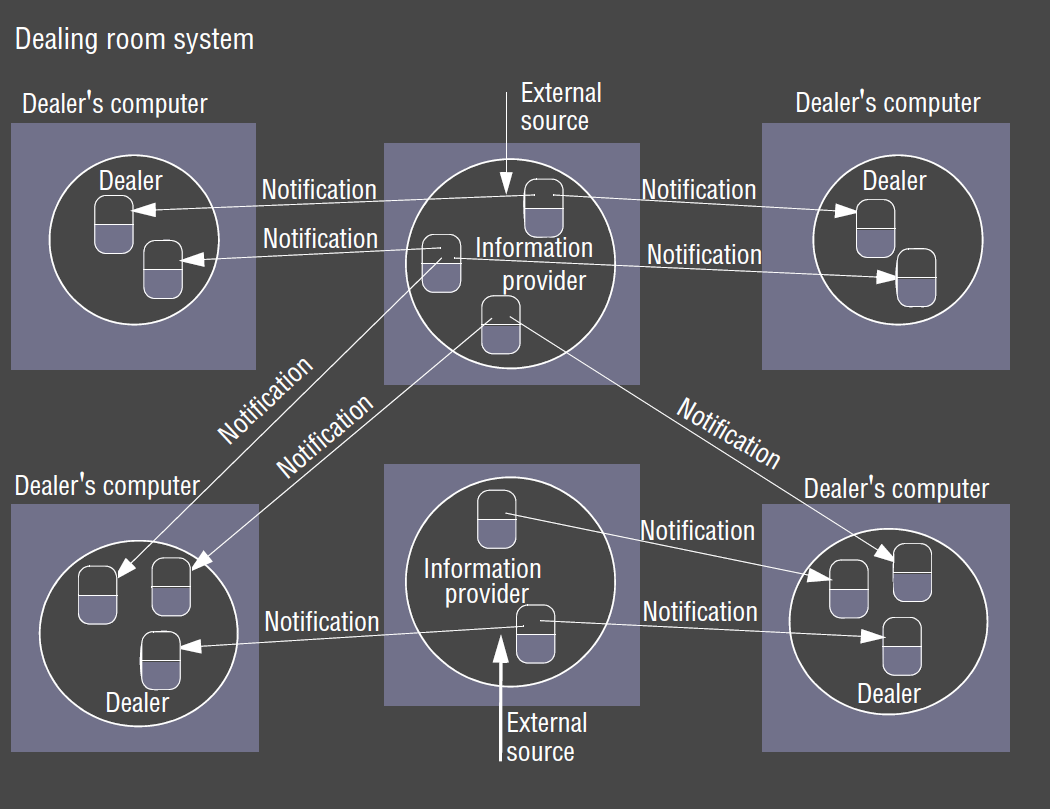 Dealing room system
Dealer's computer
External
source
Dealer's computer
Dealer
Notification
Notification
Dealer
Notification
Information
provider
Notification
Notification
Notification
Notification
Dealer's computer
Dealer's computer
Notification
Information
provider
Notification
Notification
Dealer
Dealer
External
source